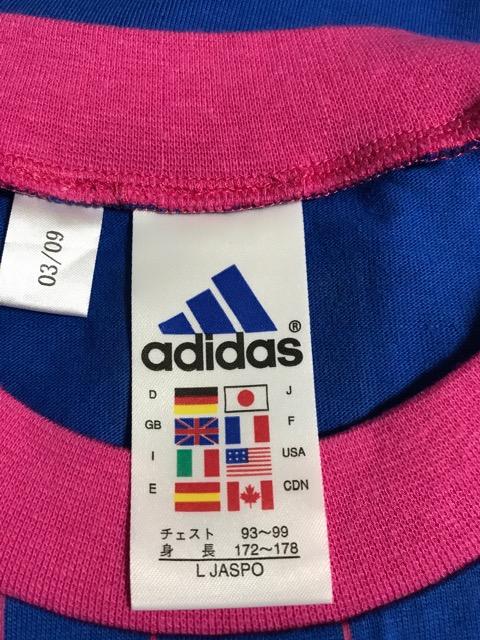 03/09
adidas®
D J
GB F
I USA
E CDN
チェスト 93〜99
身 長 172〜178
L JASPO